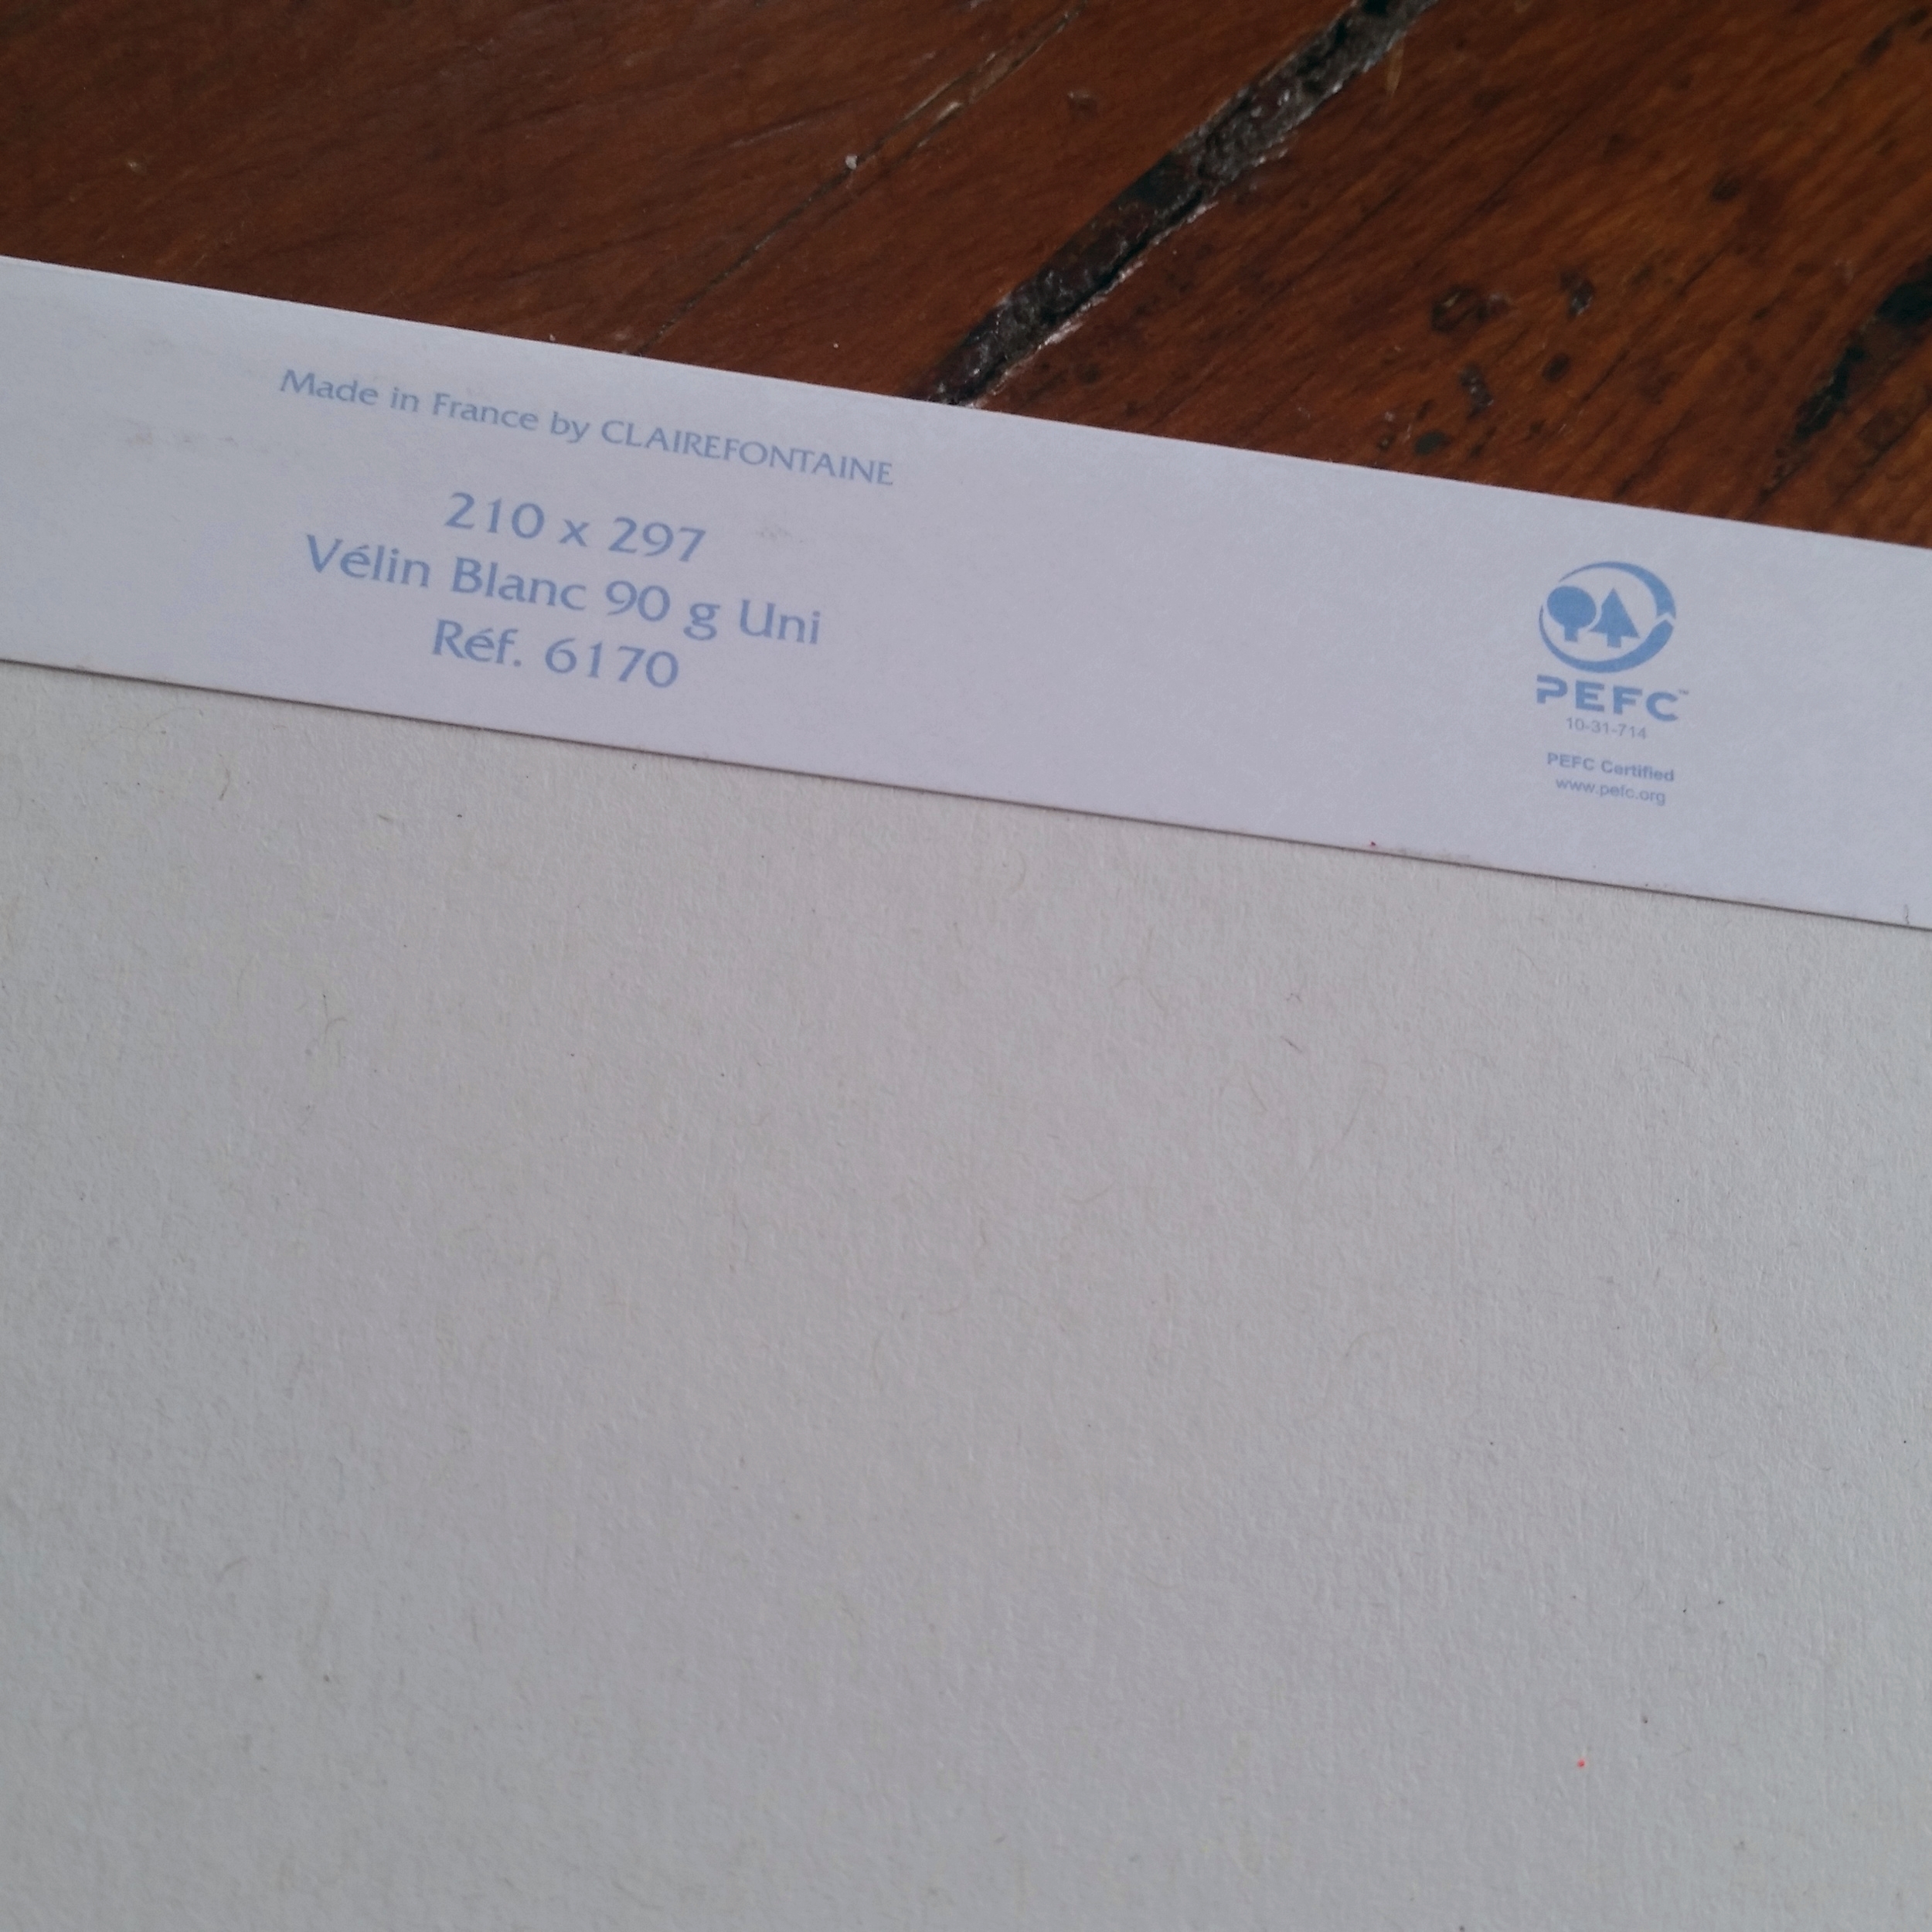 Made in France by CLAIREFONTAINE
210 x 297
Vélin Blanc 90 g Uni
Réf. 6170
PEFC™
10-31-714
PEFC Certified
www.pefc.org